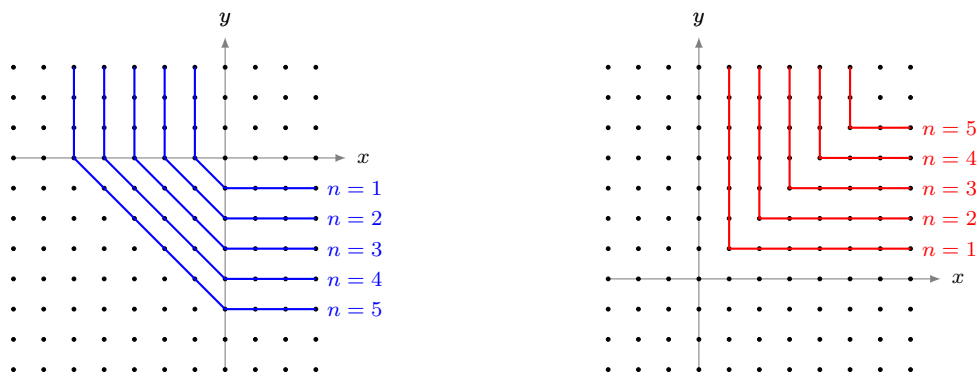 y
x
n = 1
n = 2
n = 3
n = 4
n = 5
y
n = 5
n = 4
n = 3
n = 2
n = 1
x